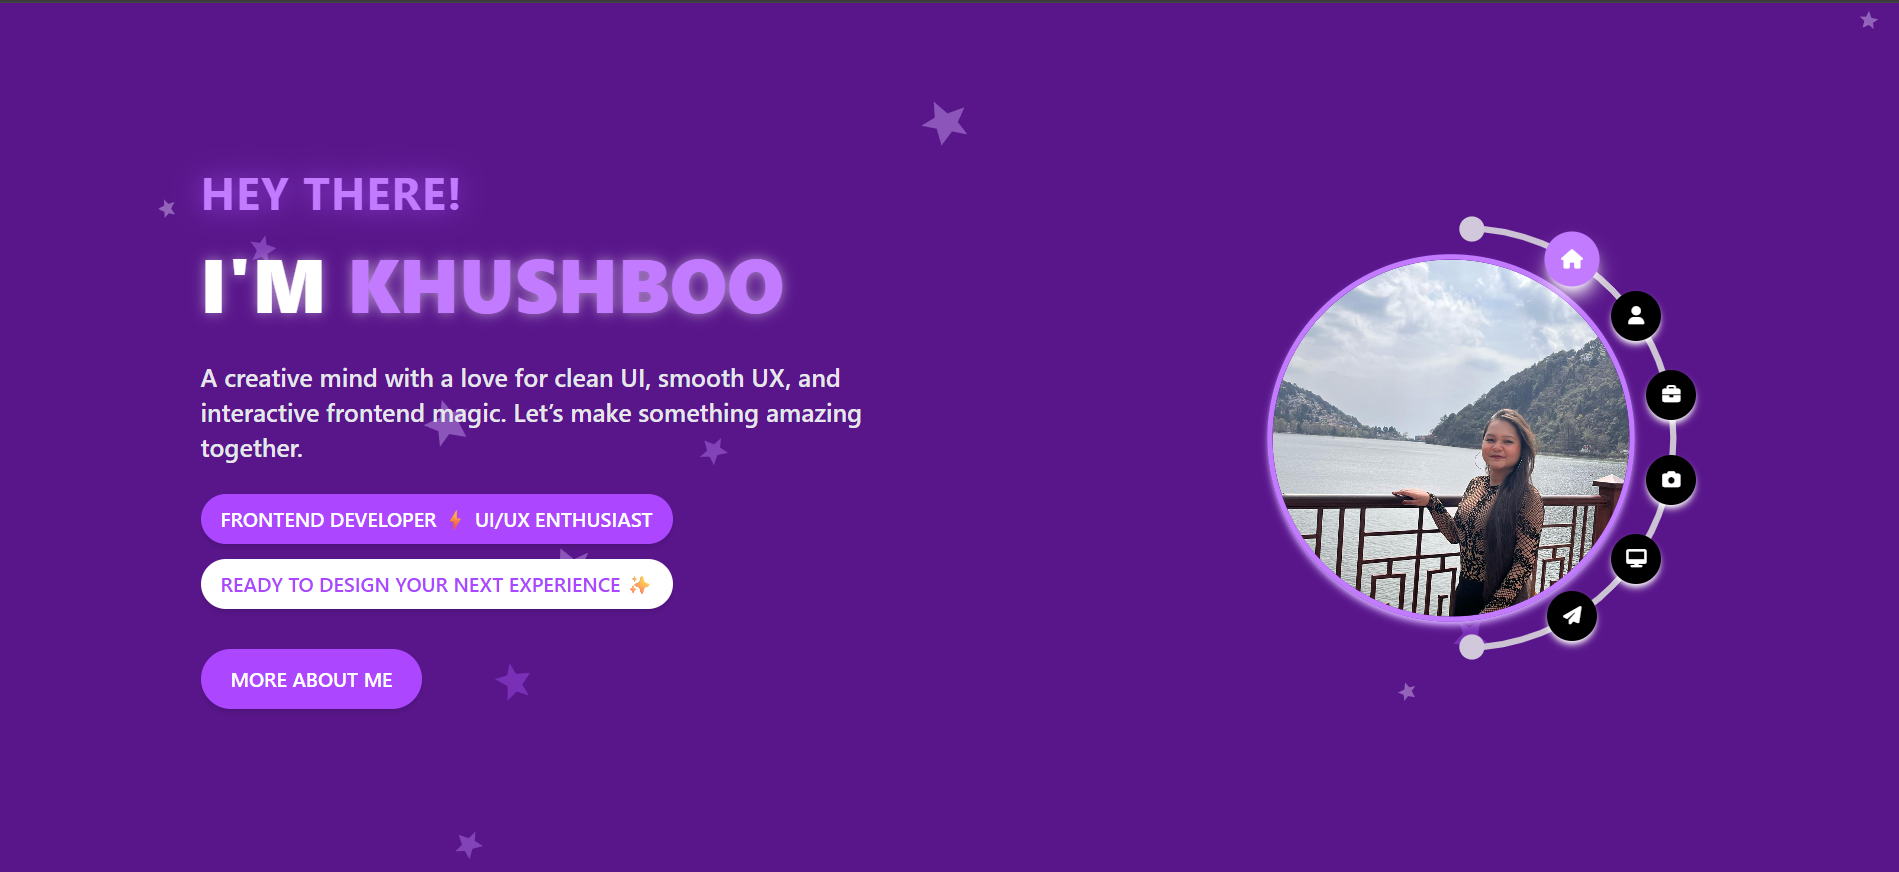 HEY THERE!
I'M KHUSHBOO
A creative mind with a love for clean UI, smooth UX, and
interactive frontend magic. Let’s make something amazing
together.
FRONTEND DEVELOPER ⚡ UI/UX ENTHUSIAST
READY TO DESIGN YOUR NEXT EXPERIENCE ✨
MORE ABOUT ME